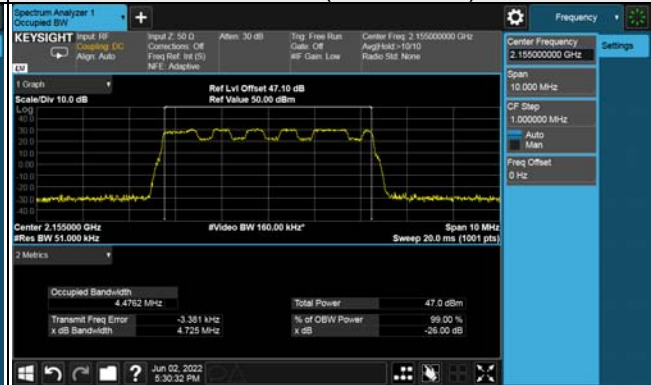 Spectrum Analyzer 1
Occupied BW
+
Frequency
KEYSIGHT
Input: RF
Coupling: DC
Align: Auto
Input Z: 50 Ω
Corrections: Off
Freq Ref: Int (S)
NFE: Adaptive
Atten: 30 dB
Trig: Free Run
Gate: Off
#IF Gain: Low
Center Freq: 2.155000000 GHz
Avg|Hold:>10/10
Radio Std: None
Center Frequency
2.155000000 GHz
Settings
Span
10.000 MHz
CF Step
1.000000 MHz
Auto
Man
Freq Offset
0 Hz
1 Graph
Scale/Div 10.0 dB
Ref Lvl Offset 47.10 dB
Ref Value 50.00 dBm
Log
40.0
30.0
20.0
10.0
0.00
-10.0
-20.0
-30.0
-40.0
Center 2.155000 GHz
#Res BW 51.000 kHz
#Video BW 160.00 kHz*
Span 10 MHz
Sweep 20.0 ms (1001 pts)
2 Metrics
Occupied Bandwidth
4.4762 MHz
Total Power 47.0 dBm
Transmit Freq Error -3.381 kHz
% of OBW Power 99.00 %
x dB Bandwidth 4.725 MHz
x dB -26.00 dB
?
Jun 02, 2022
5:30:32 PM